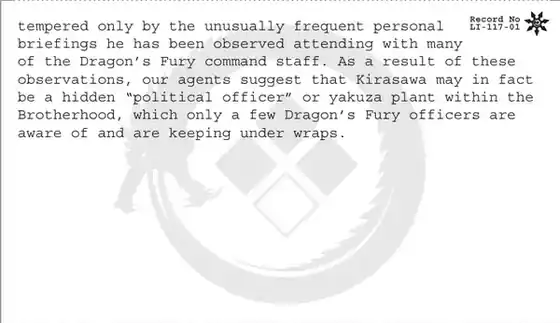 tempered only by the unusually frequent personal
Record No
LI-117-01
briefings he has been observed attending with many
of the Dragon’s Fury command staff. As a result of these
observations, our agents suggest that Kirasawa may in fact
be a hidden “political officer” or yakuza plant within the
Brotherhood, which only a few Dragon’s Fury officers are
aware of and are keeping under wraps.